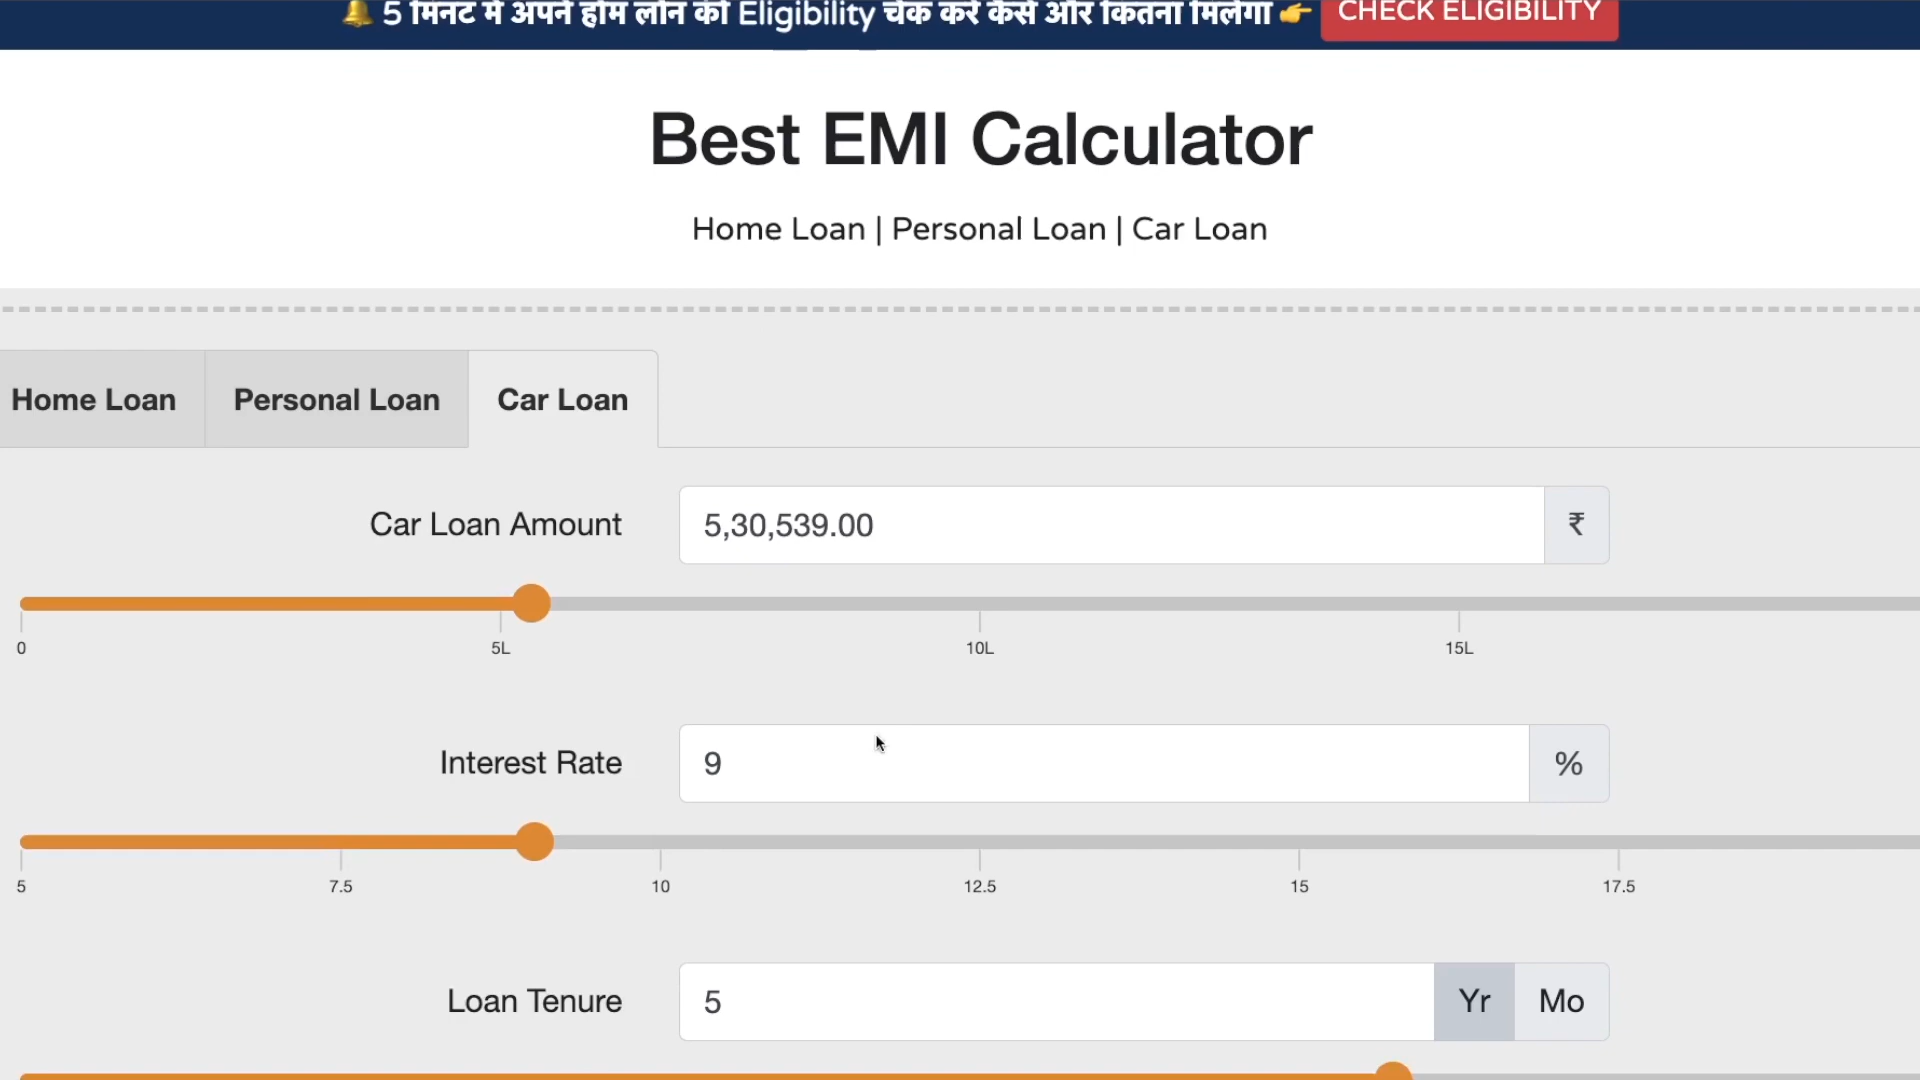 5 मिनट में अपने होम लोन की Eligibility चेक करें कैसे और कितना मिलेगा CHECK ELIGIBILITY
Best EMI Calculator
Home Loan | Personal Loan | Car Loan
Home Loan Personal Loan Car Loan
Car Loan Amount 5,30,539.00 ₹
0 5L 10L 15L
Interest Rate 9 %
5 7.5 10 12.5 15 17.5
Loan Tenure 5 Yr Mo